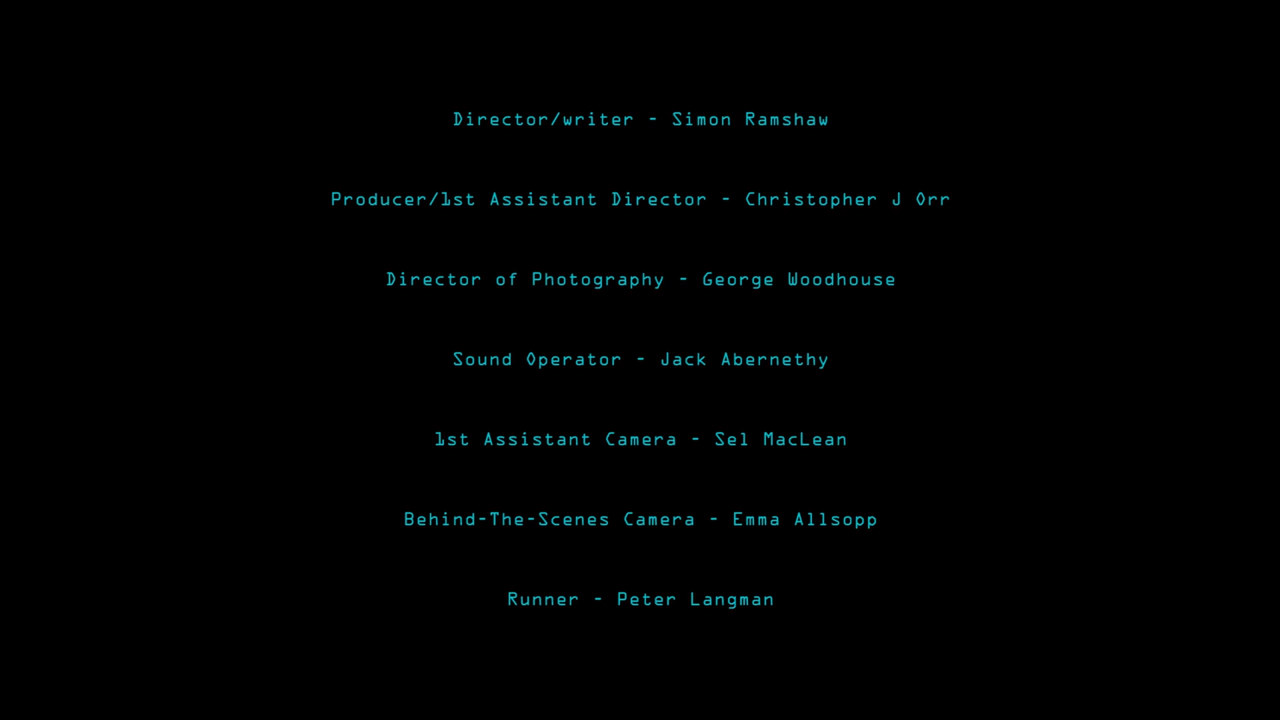 Director/writer - Simon Ramshaw
Producer/1st Assistant Director - Christopher J Orr
Director of Photography - George Woodhouse
Sound Operator - Jack Abernethy
1st Assistant Camera - Sel MacLean
Behind-The-Scenes Camera - Emma Allsopp
Runner - Peter Langman